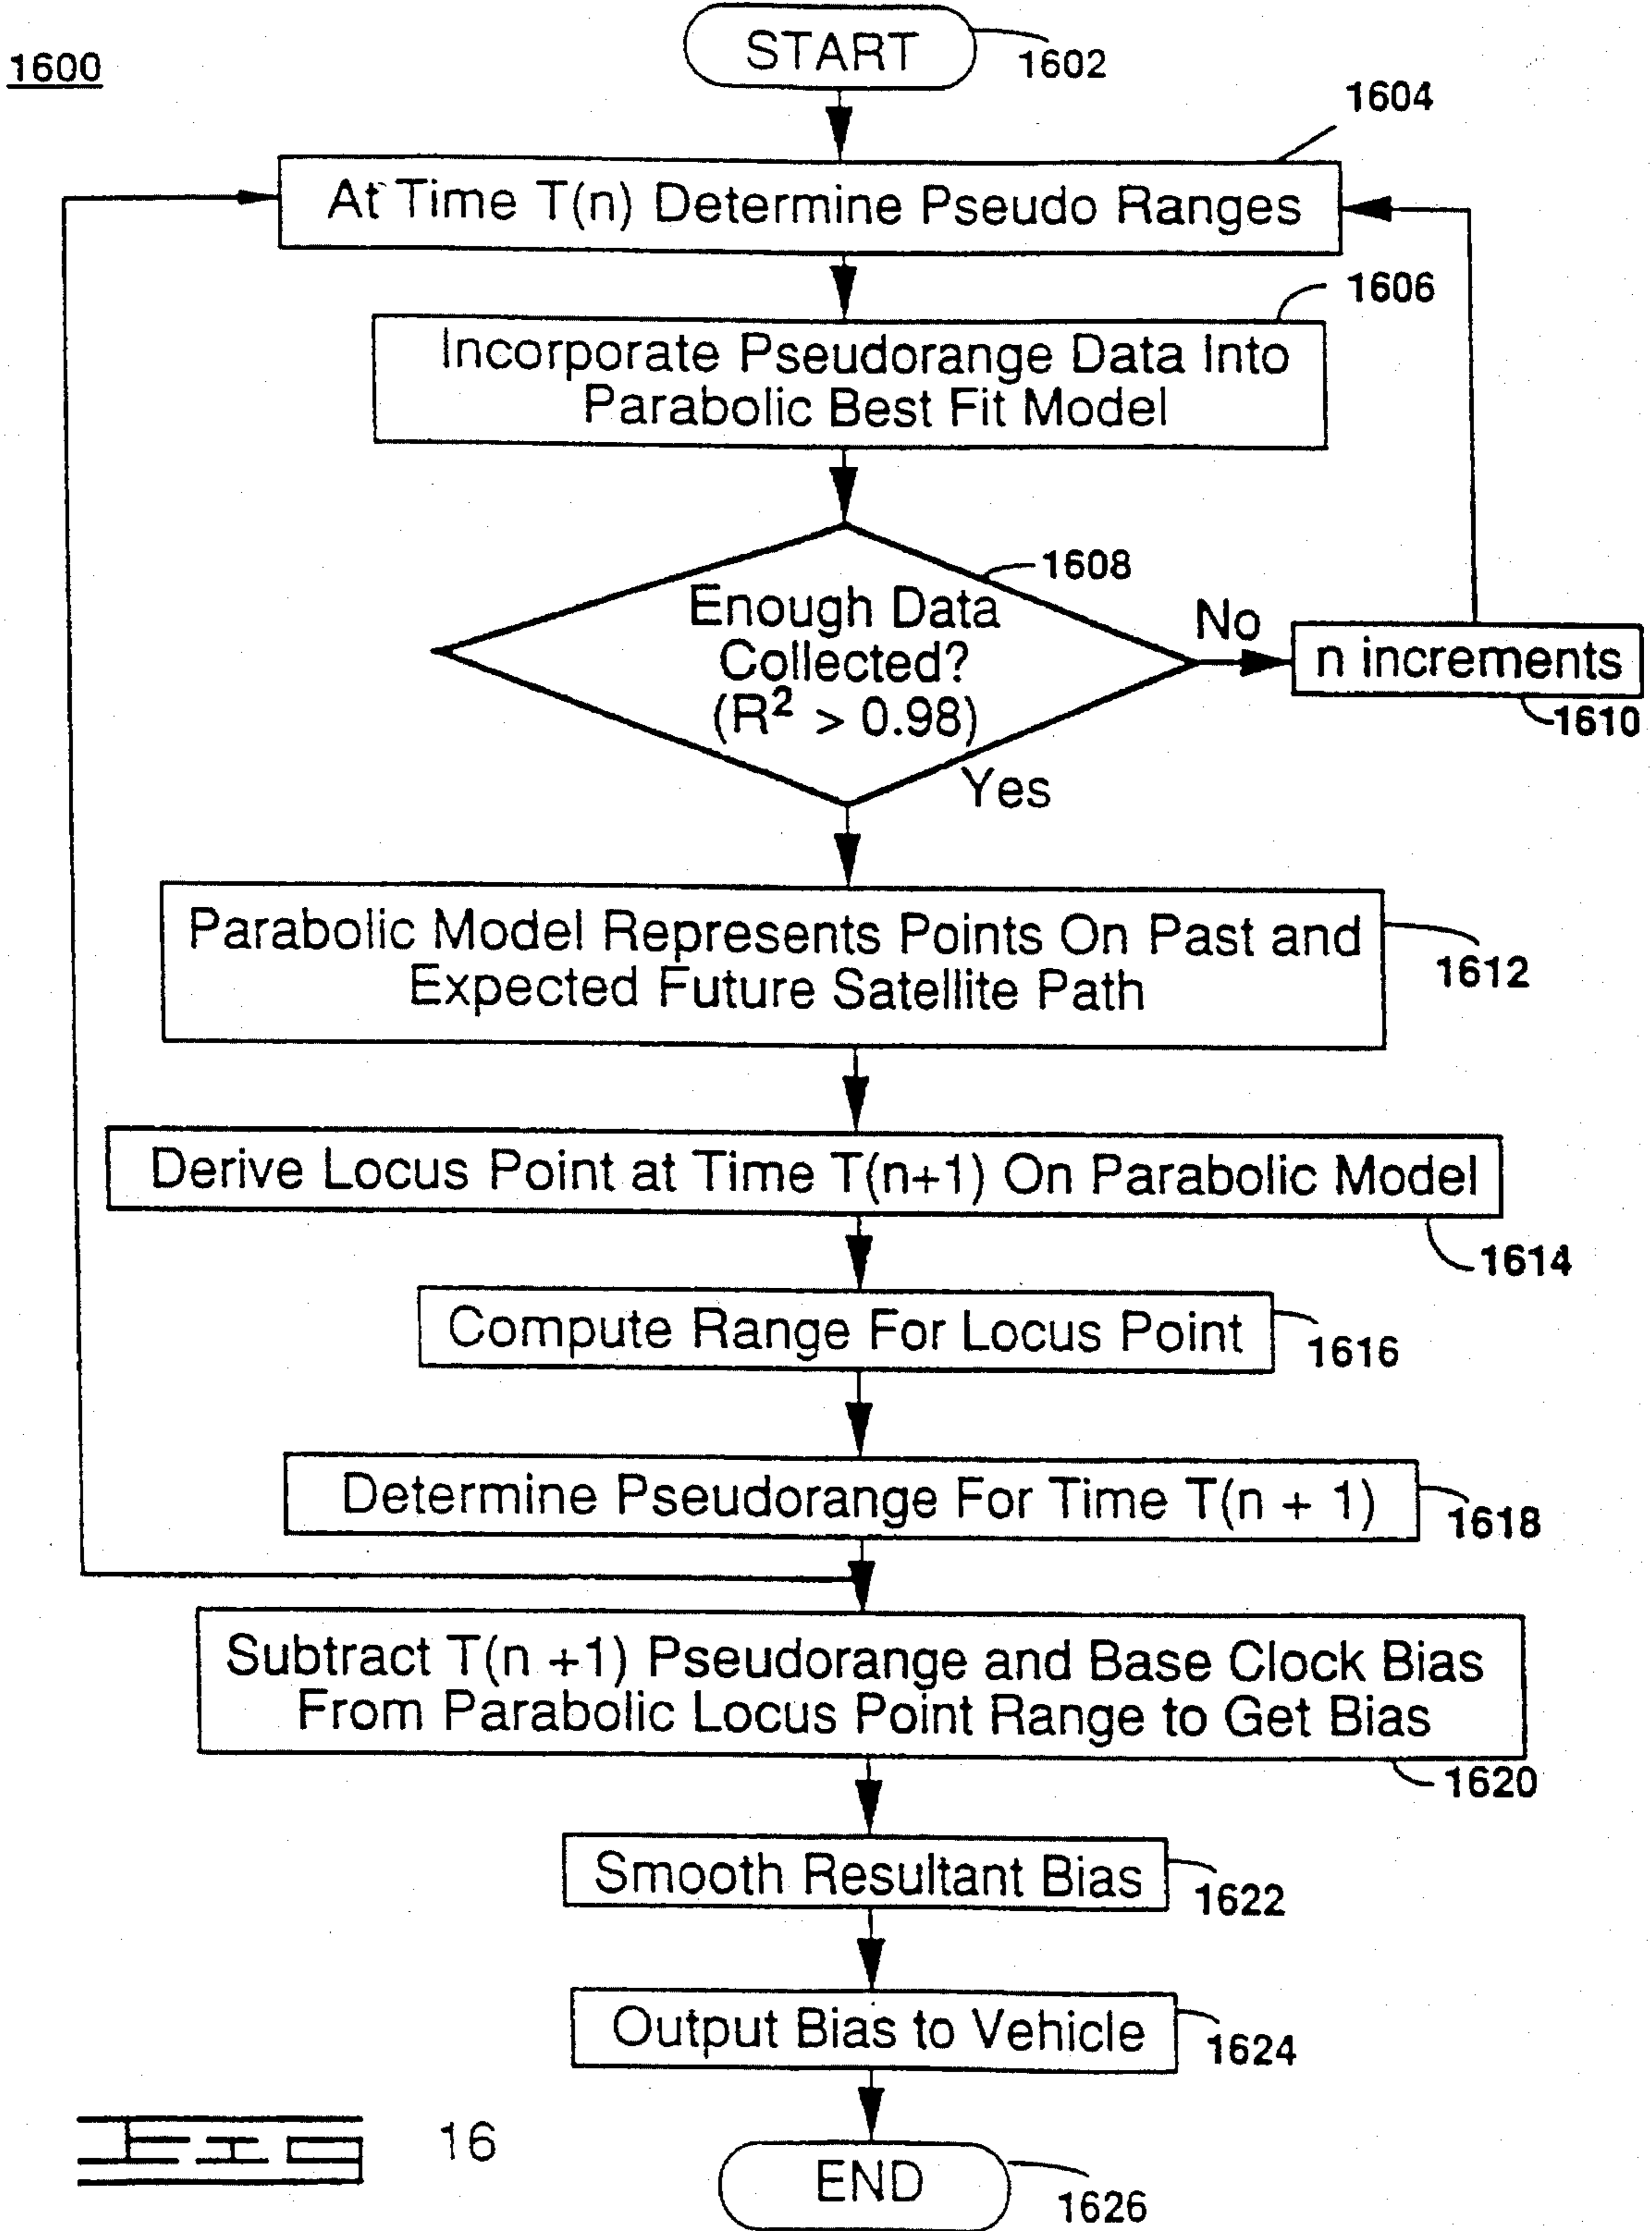 START
1602
1600
1604
At Time T(n) Determine Pseudo Ranges
1606
Incorporate Pseudorange Data Into
Parabolic Best Fit Model
1608
Enough Data
Collected?
(R² > 0.98)
No
n increments
1610
Yes
Parabolic Model Represents Points On Past and
Expected Future Satellite Path
1612
Derive Locus Point at Time T(n+1) On Parabolic Model
1614
Compute Range For Locus Point
1616
Determine Pseudorange For Time T(n + 1)
1618
Subtract T(n +1) Pseudorange and Base Clock Bias
From Parabolic Locus Point Range to Get Bias
1620
Smooth Resultant Bias
1622
Output Bias to Vehicle
1624
FIG 16
END
1626